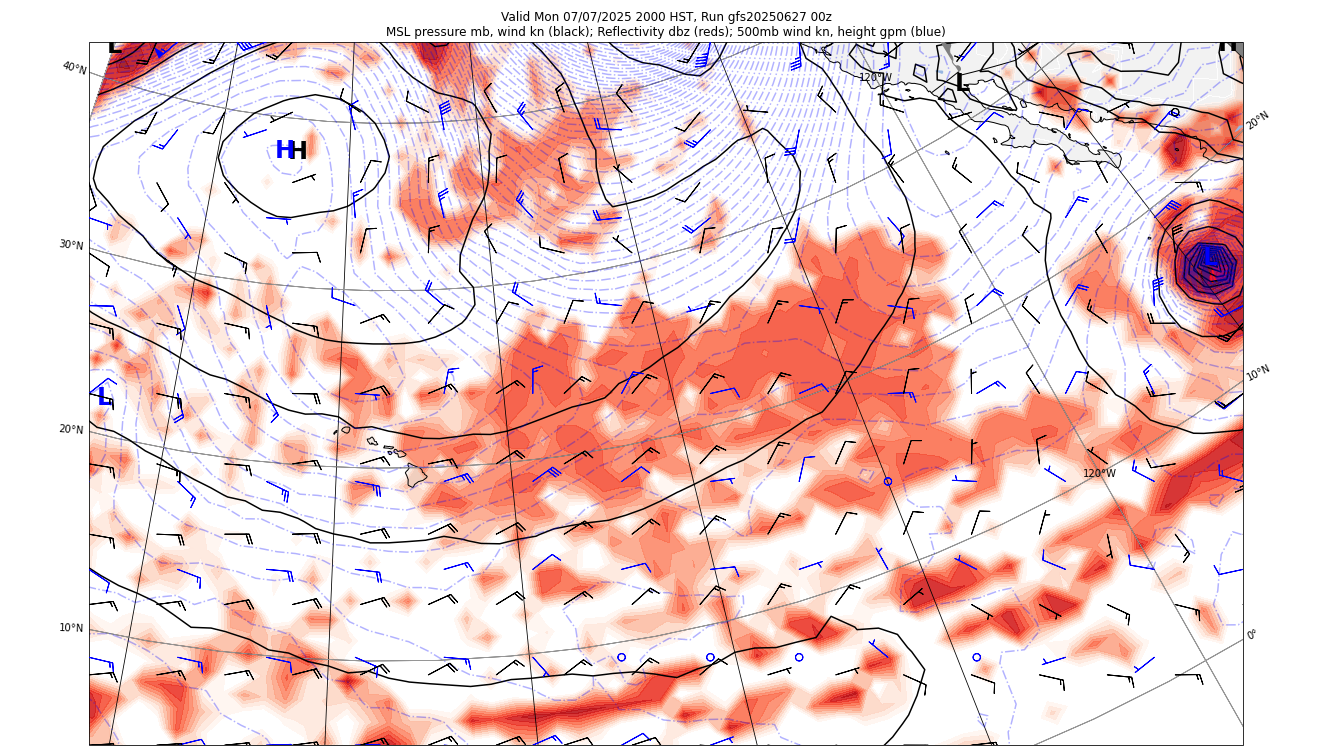 Valid Mon 07/07/2025 2000 HST, Run gfs20250627 00z
MSL pressure mb, wind kn (black); Reflectivity dbz (reds); 500mb wind kn, height gpm (blue)
L
H
40°N
120°W
L
20°N
H H
30°N
L
10°N
L
20°N
120°W
10°N
0°